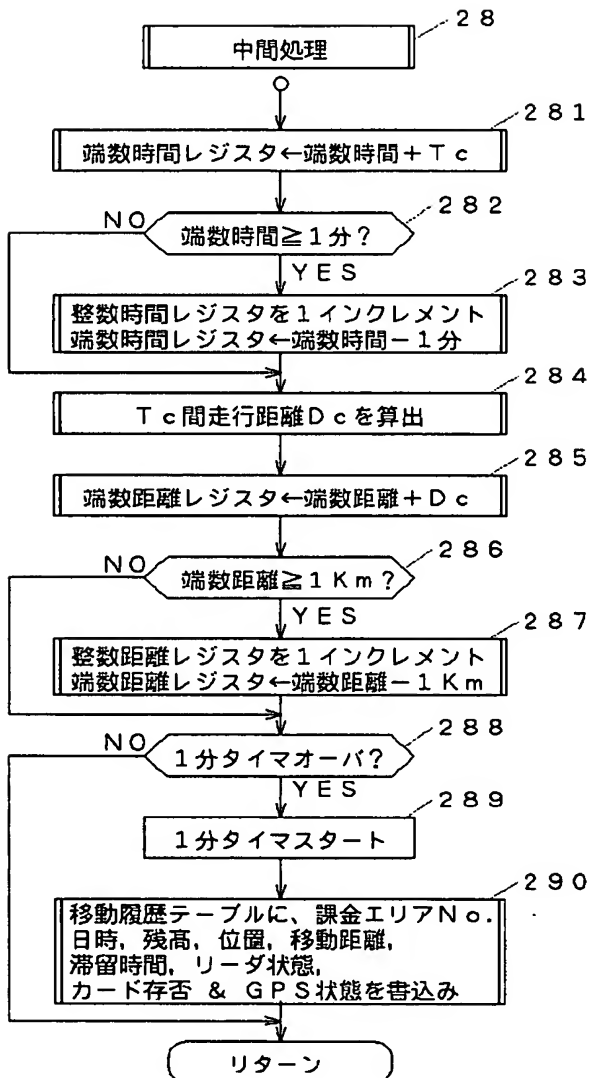 28
中間処理
281
端数時間レジスタ←端数時間+Tc
282
NO
端数時間≧1分?
YES
283
整数時間レジスタを1インクレメント
端数時間レジスタ←端数時間-1分
284
Tc間走行距離Dcを算出
285
端数距離レジスタ←端数距離+Dc
286
NO
端数距離≧1Km?
YES
287
整数距離レジスタを1インクレメント
端数距離レジスタ←端数距離-1Km
288
NO
1分タイマオーバ?
YES
289
1分タイマスタート
290
移動履歴テーブルに、課金エリアNo.
日時,残高,位置,移動距離,
滞留時間,リーダ状態,
カード存否 & GPS状態を書込み
リターン